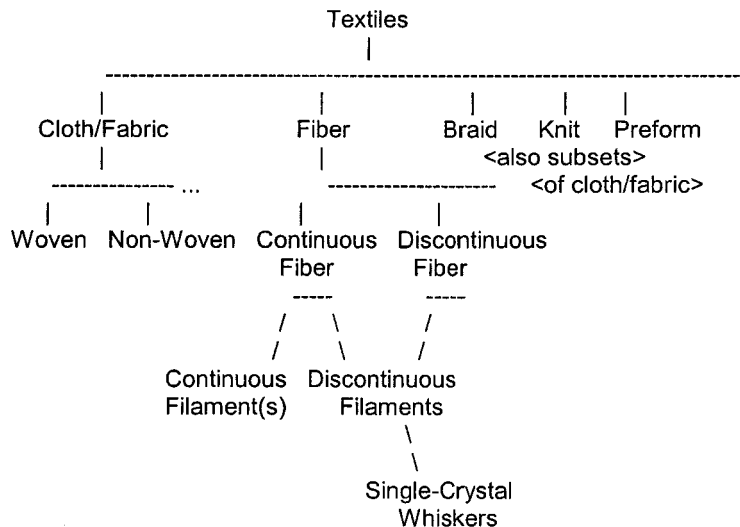 Textiles
Cloth/Fabric Fiber Braid Knit Preform
<also subsets>
<of cloth/fabric>
...
Woven Non-Woven Continuous Discontinuous
Fiber Fiber
Continuous Discontinuous
Filament(s) Filaments
Single-Crystal
Whiskers